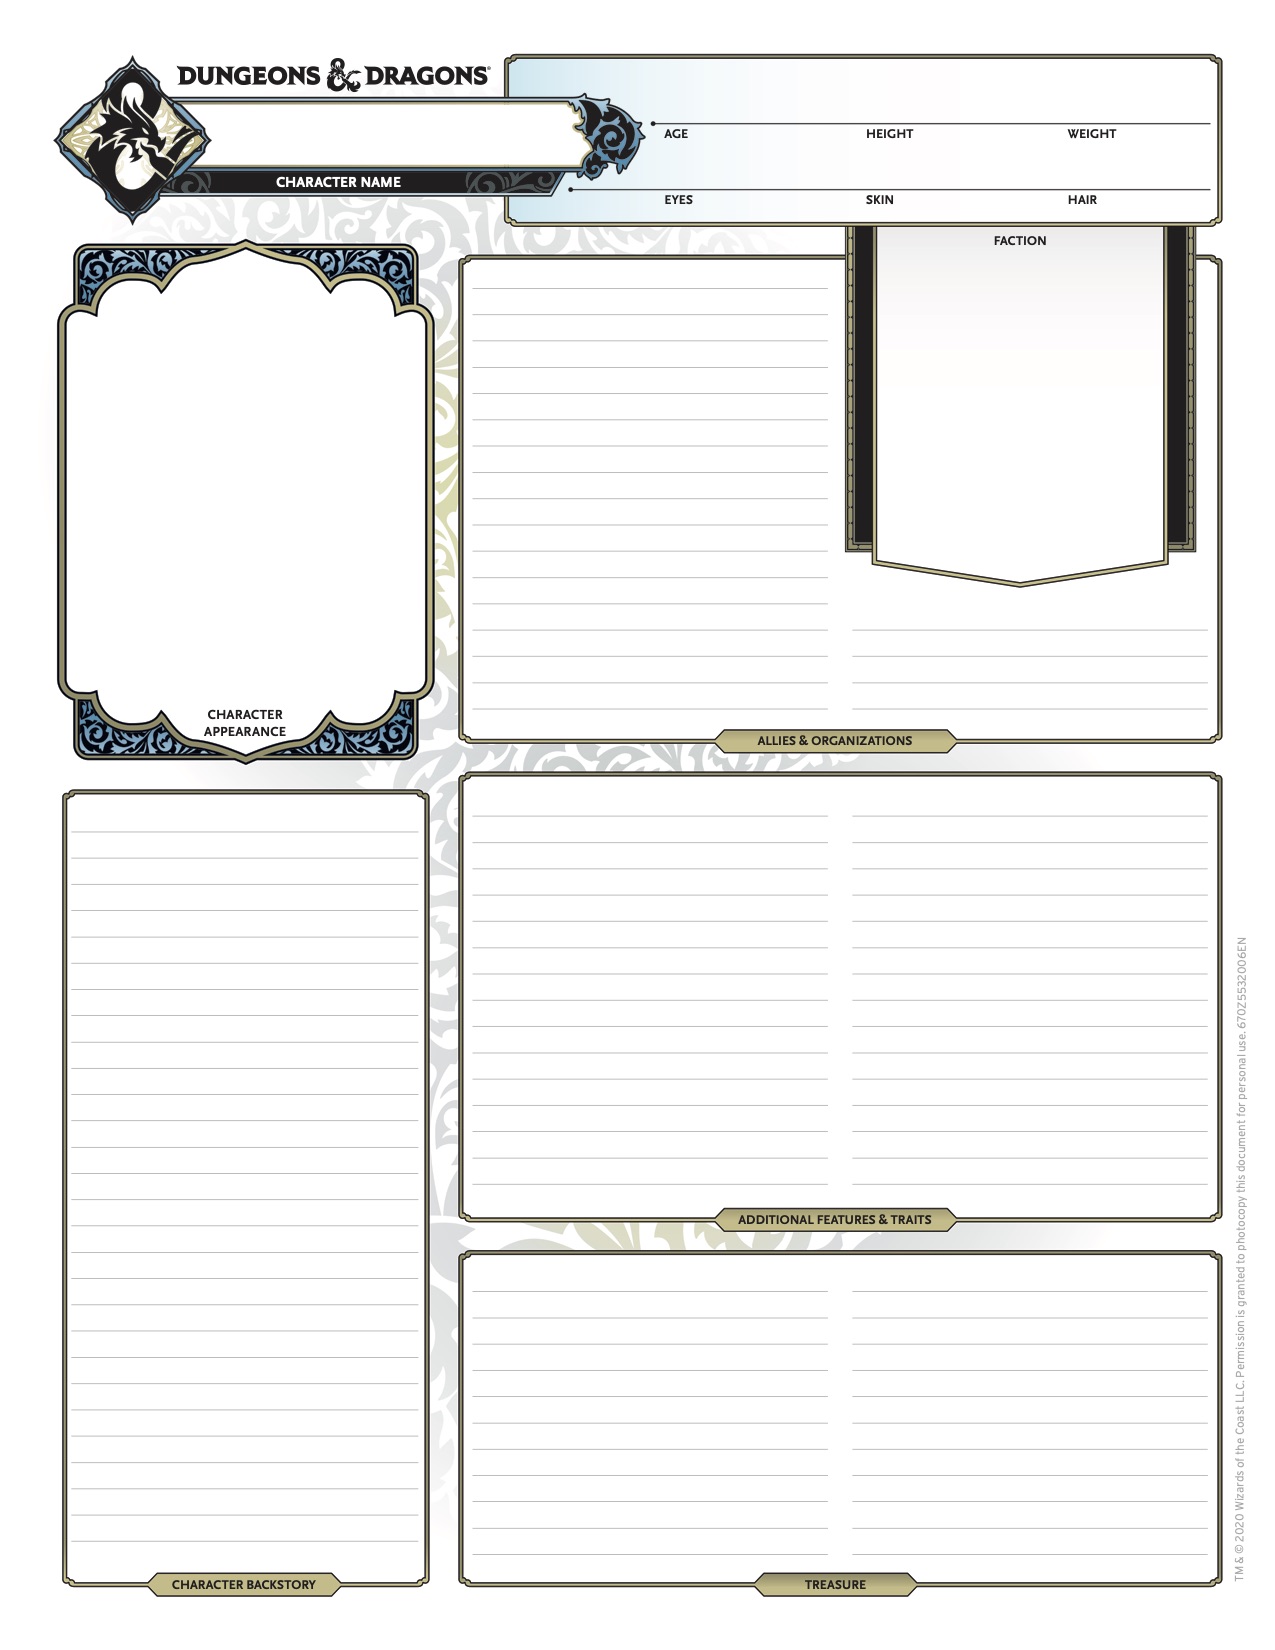 DUNGEONS & DRAGONS®
CHARACTER NAME
AGE HEIGHT WEIGHT
EYES SKIN HAIR
FACTION
CHARACTER
APPEARANCE
ALLIES & ORGANIZATIONS
ADDITIONAL FEATURES & TRAITS
CHARACTER BACKSTORY
TREASURE
TM & © 2020 Wizards of the Coast LLC. Permission is granted to photocopy this document for personal use. 670Z5532006EN